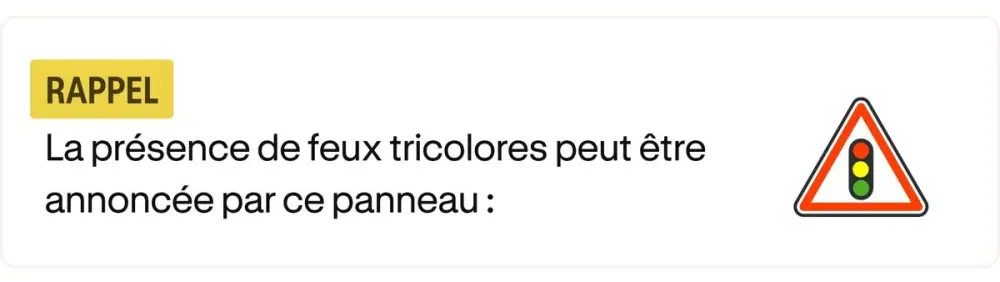 RAPPEL
La présence de feux tricolores peut être
annoncée par ce panneau :